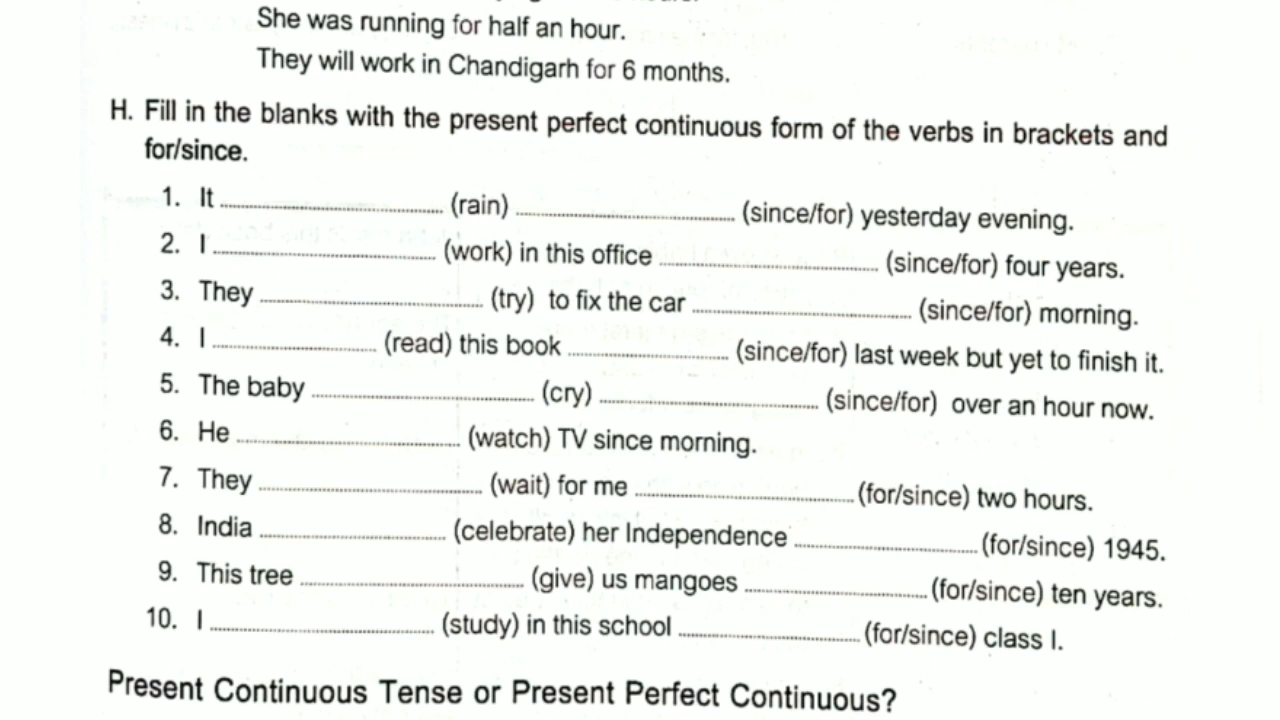 She was running for half an hour.
They will work in Chandigarh for 6 months.
H. Fill in the blanks with the present perfect continuous form of the verbs in brackets and
for/since.
1. It ........................ (rain) ........................ (since/for) yesterday evening.
2. I ........................ (work) in this office ........................ (since/for) four years.
3. They ........................ (try) to fix the car ........................ (since/for) morning.
4. I ........................ (read) this book ........................ (since/for) last week but yet to finish it.
5. The baby ........................ (cry) ........................ (since/for) over an hour now.
6. He ........................ (watch) TV since morning.
7. They ........................ (wait) for me ........................ (for/since) two hours.
8. India ........................ (celebrate) her Independence ........................ (for/since) 1945.
9. This tree ........................ (give) us mangoes ........................ (for/since) ten years.
10. I ........................ (study) in this school ........................ (for/since) class I.
Present Continuous Tense or Present Perfect Continuous?